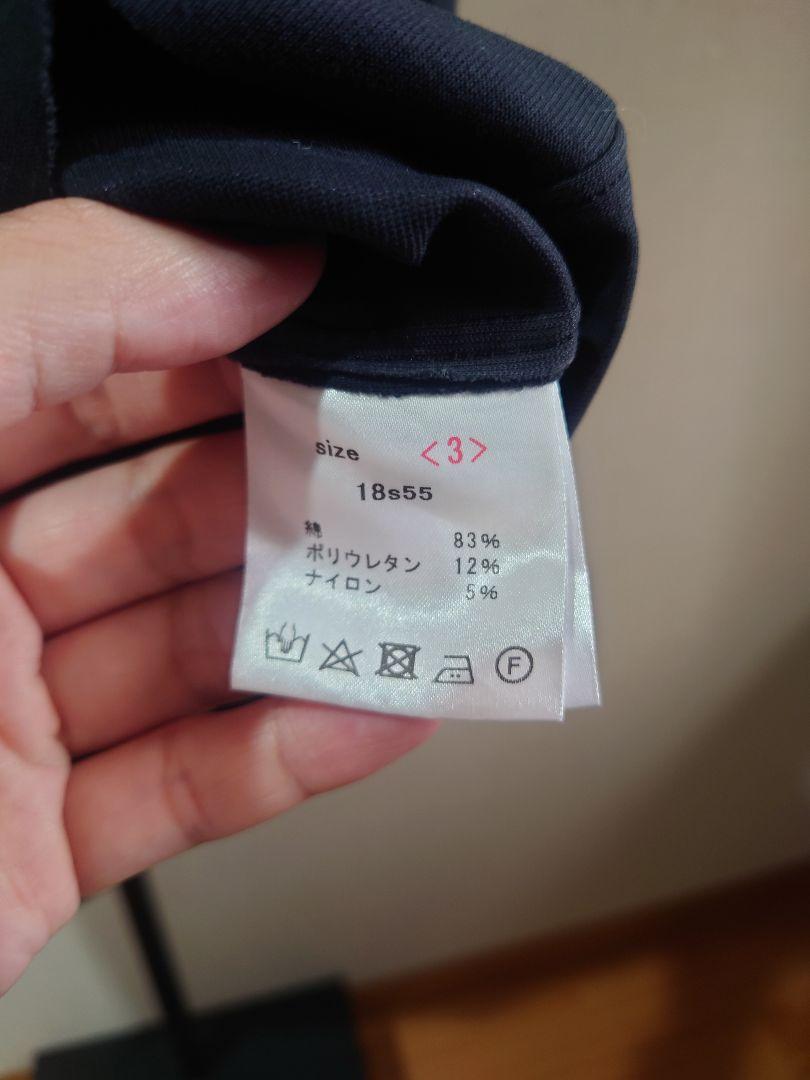 size <3>
18s55
綿 83%
ポリウレタン 12%
ナイロン 5%
F